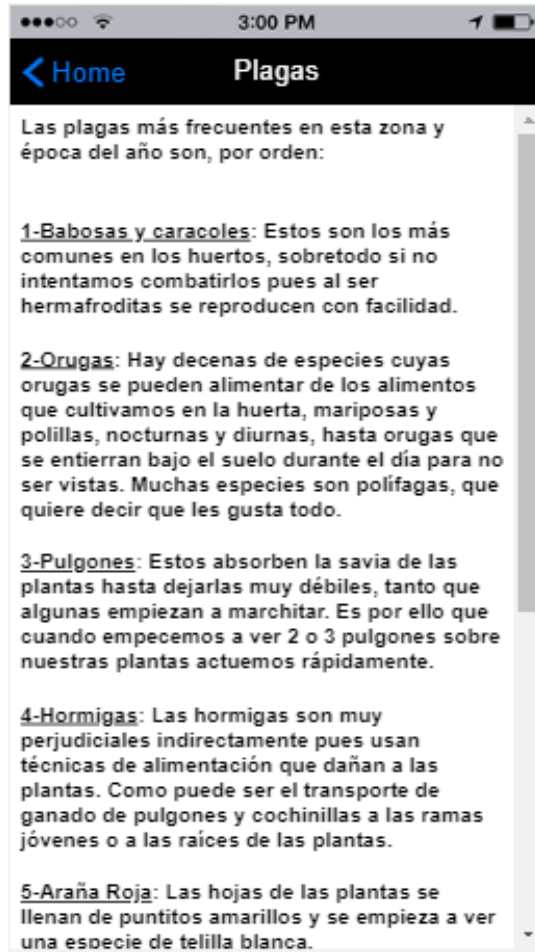 3:00 PM
Home
Plagas
Las plagas más frecuentes en esta zona y
época del año son, por orden:
1-Babosas y caracoles: Estos son los más
comunes en los huertos, sobretodo si no
intentamos combatirlos pues al ser
hermafroditas se reproducen con facilidad.
2-Orugas: Hay decenas de especies cuyas
orugas se pueden alimentar de los alimentos
que cultivamos en la huerta, mariposas y
polillas, nocturnas y diurnas, hasta orugas que
se entierran bajo el suelo durante el día para no
ser vistas. Muchas especies son polífagas, que
quiere decir que les gusta todo.
3-Pulgones: Estos absorben la savia de las
plantas hasta dejarlas muy débiles, tanto que
algunas empiezan a marchitar. Es por ello que
cuando empecemos a ver 2 o 3 pulgones sobre
nuestras plantas actuemos rápidamente.
4-Hormigas: Las hormigas son muy
perjudiciales indirectamente pues usan
técnicas de alimentación que dañan a las
plantas. Como puede ser el transporte de
ganado de pulgones y cochinillas a las ramas
jóvenes o a las raíces de las plantas.
5-Araña Roja: Las hojas de las plantas se
llenan de puntitos amarillos y se empieza a ver
una especie de telilla blanca.